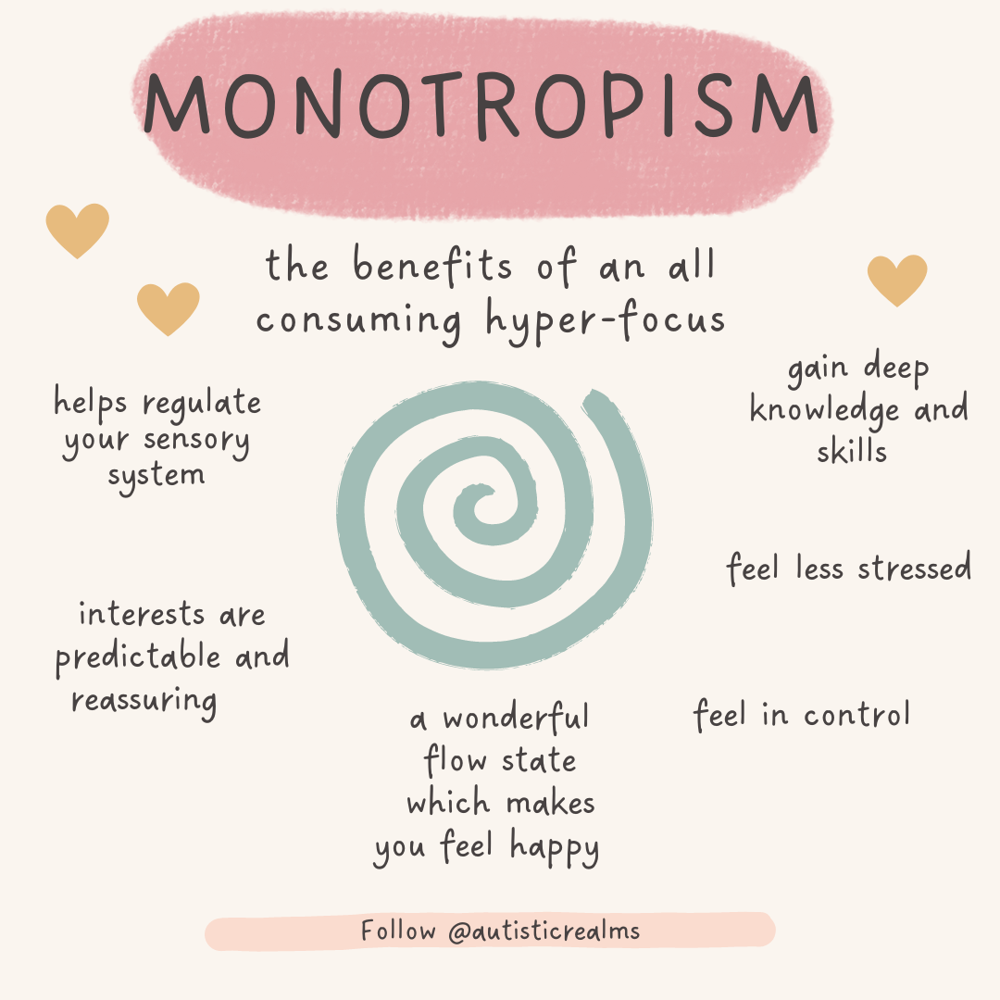 MONOTROPISM
the benefits of an all
consuming hyper-focus
helps regulate
your sensory
system
gain deep
knowledge and
skills
feel less stressed
interests are
predictable and
reassuring
feel in control
a wonderful
flow state
which makes
you feel happy
Follow @autisticrealms